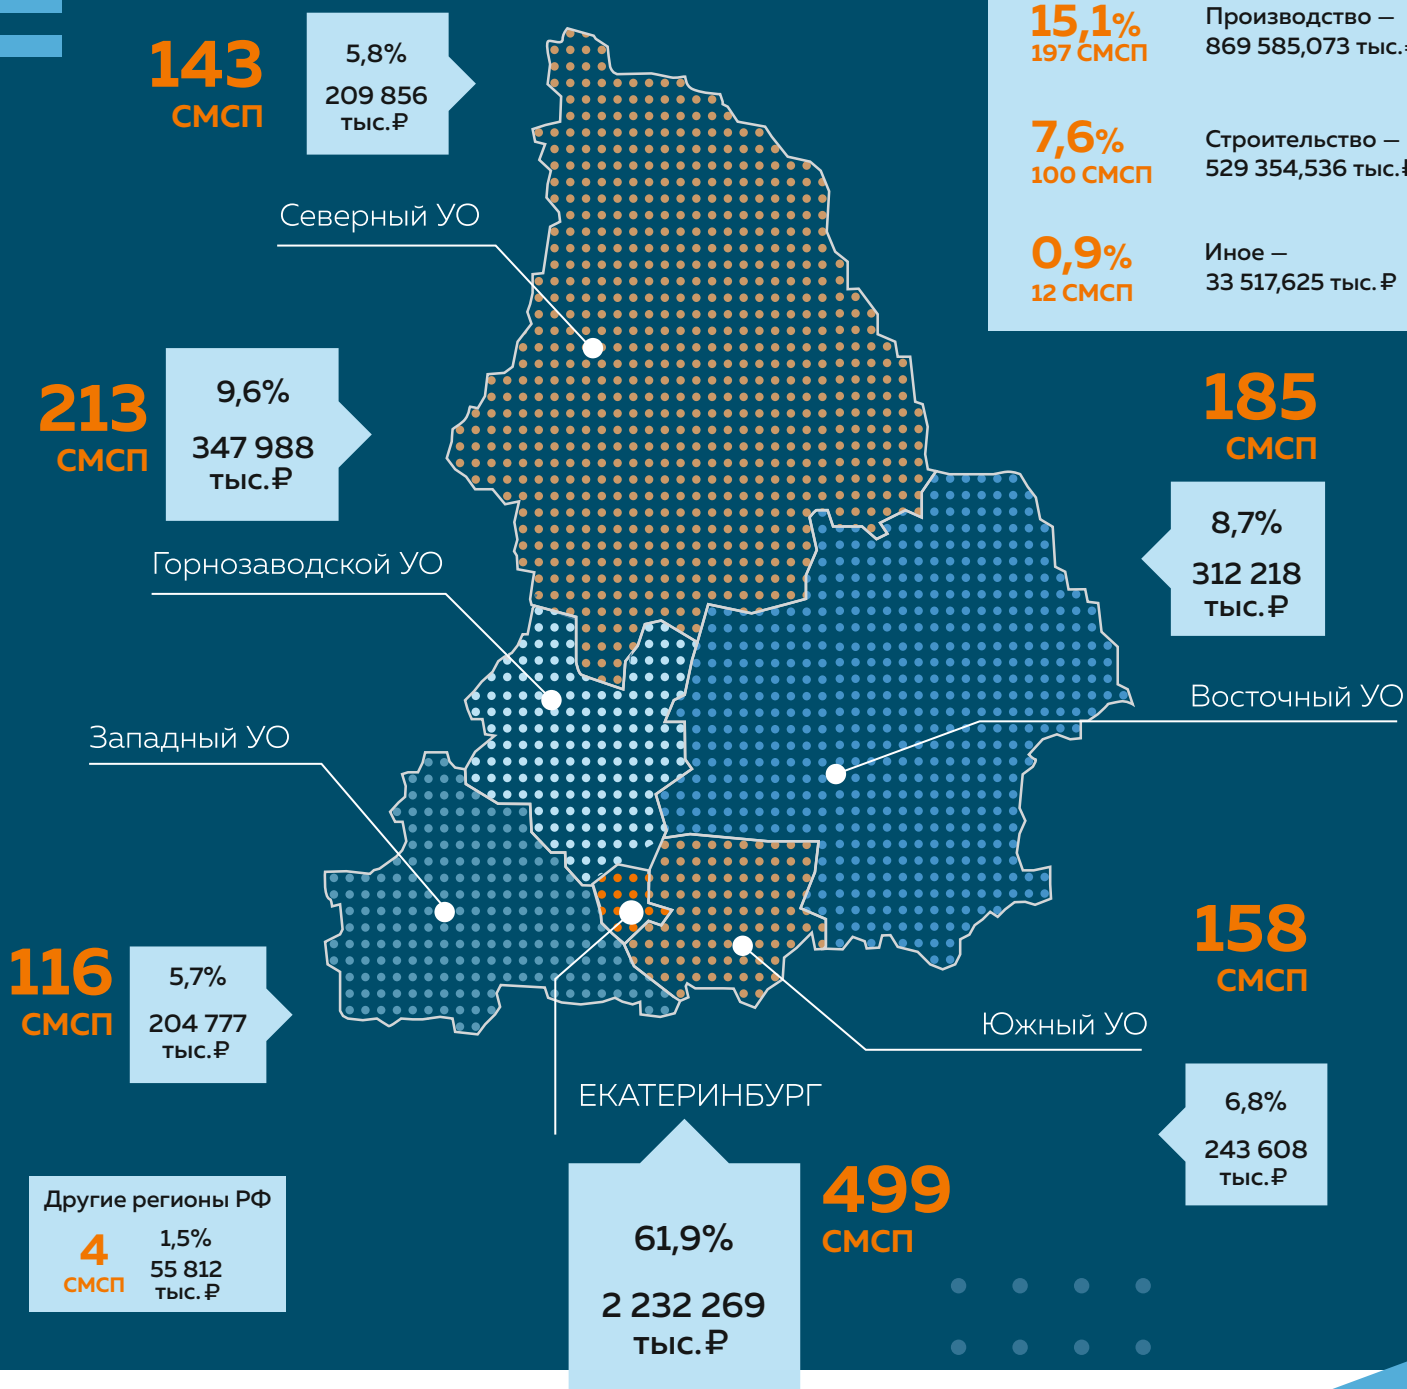 143
СМСП
5,8%
209 856
тыс.₽
Северный УО
15,1%
197 СМСП
Производство —
869 585,073 тыс.₽
7,6%
100 СМСП
Строительство —
529 354,536 тыс.₽
0,9%
12 СМСП
Иное —
33 517,625 тыс.₽
213
СМСП
9,6%
347 988
тыс.₽
Горнозаводской УО
185
СМСП
8,7%
312 218
тыс.₽
Восточный УО
Западный УО
116
СМСП
5,7%
204 777
тыс.₽
158
СМСП
Южный УО
6,8%
243 608
тыс.₽
ЕКАТЕРИНБУРГ
61,9%
2 232 269
тыс.₽
499
СМСП
Другие регионы РФ
4
СМСП
1,5%
55 812
тыс.₽